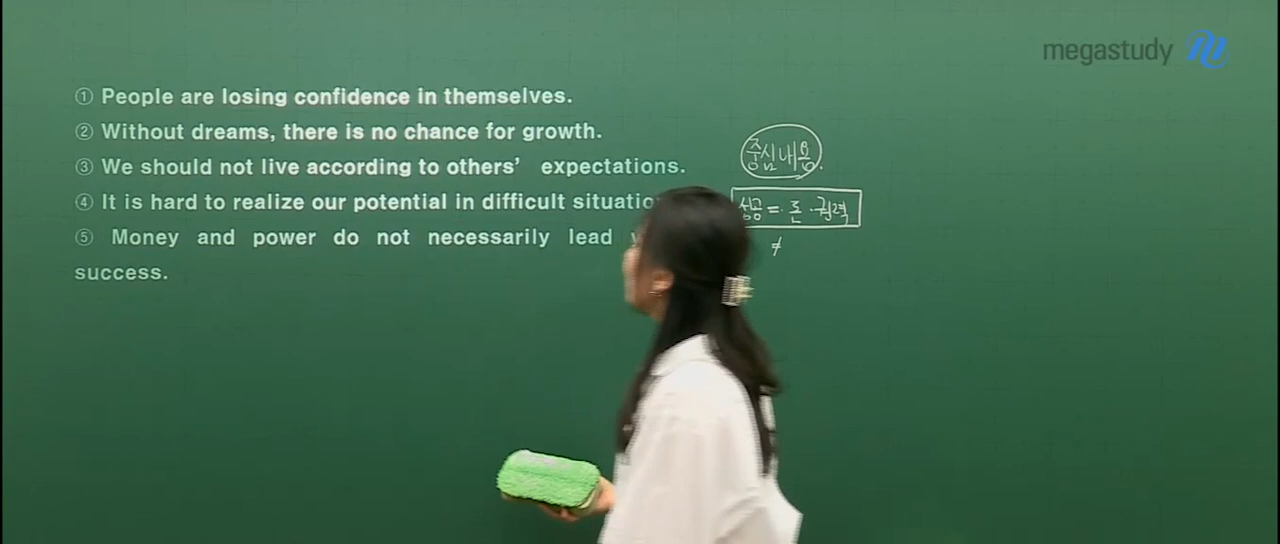 megastudy
① People are losing confidence in themselves.
② Without dreams, there is no chance for growth.
③ We should not live according to others’ expectations.
④ It is hard to realize our potential in difficult
⑤ Money and power do not necessarily lead
success.
중심내용.
성공 = 돈·권력
≠